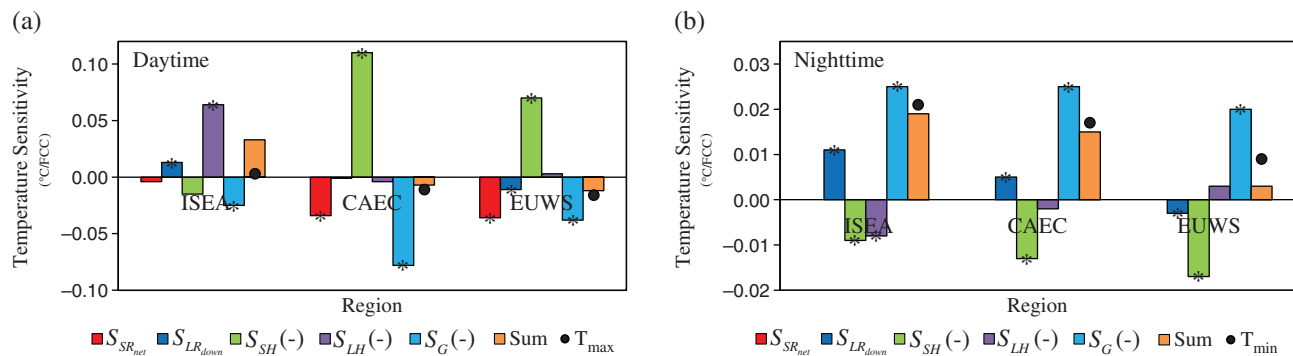 (a)
Daytime
Temperature Sensitivity
(°C/FCC)
0.10
0.05
0.00
−0.05
−0.10
ISEA CAEC EUWS
* * * * * * * * * *
Region
S_SRnet S_LRdown S_SH(-) S_LH(-) S_G(-) Sum T_max
(b)
Nighttime
Temperature Sensitivity
(°C/FCC)
0.03
0.02
0.01
0.00
−0.01
−0.02
ISEA CAEC EUWS
* * * * * * * * * *
Region
S_SRnet S_LRdown S_SH(-) S_LH(-) S_G(-) Sum T_min